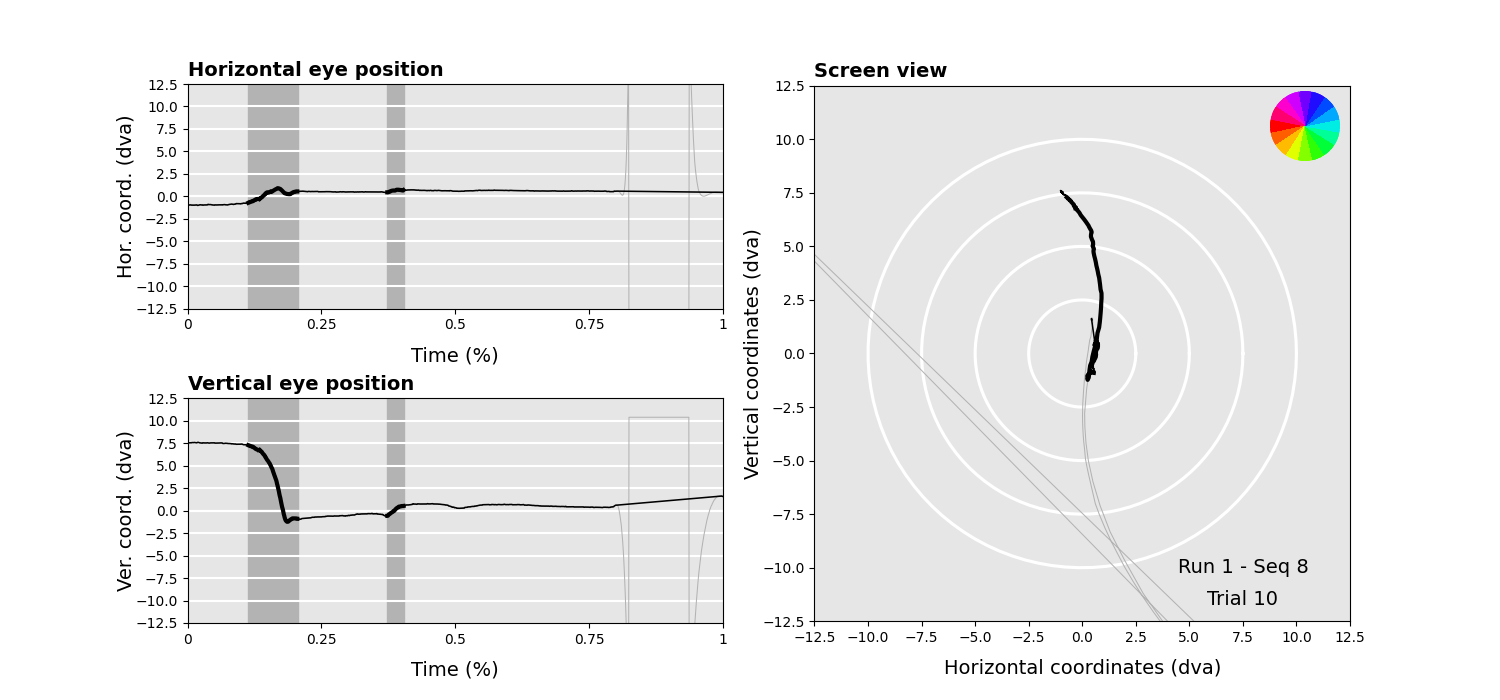 Horizontal eye position
12.5
10.0
7.5
5.0
2.5
0.0
−2.5
−5.0
−7.5
−10.0
−12.5
Hor. coord. (dva)
0 0.25 0.5 0.75 1
Time (%)
Vertical eye position
12.5
10.0
7.5
5.0
2.5
0.0
−2.5
−5.0
−7.5
−10.0
−12.5
Ver. coord. (dva)
0 0.25 0.5 0.75 1
Time (%)
Screen view
12.5
10.0
7.5
5.0
2.5
0.0
−2.5
−5.0
−7.5
−10.0
−12.5
Vertical coordinates (dva)
Run 1 - Seq 8
Trial 10
−12.5 −10.0 −7.5 −5.0 −2.5 0.0 2.5 5.0 7.5 10.0 12.5
Horizontal coordinates (dva)